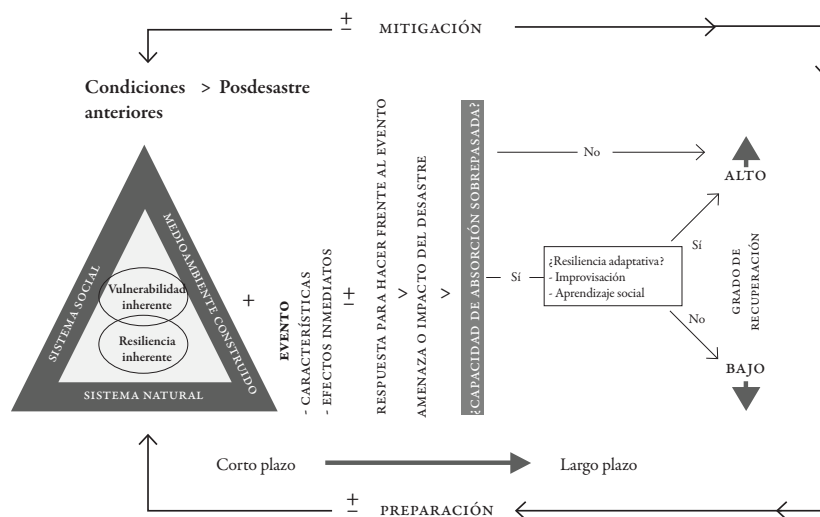 ± MITIGACIÓN
Condiciones > Posdesastre
anteriores
SISTEMA SOCIAL
MEDIOAMBIENTE CONSTRUIDO
SISTEMA NATURAL
Vulnerabilidad
inherente
Resiliencia
inherente
+
EVENTO
- CARACTERÍSTICAS
- EFECTOS INMEDIATOS
±
RESPUESTA PARA HACER FRENTE AL EVENTO
>
AMENAZA O IMPACTO DEL DESASTRE
>
¿CAPACIDAD DE ABSORCIÓN SOBREPASADA?
No
Sí
¿Resiliencia adaptativa?
- Improvisación
- Aprendizaje social
Sí
No
ALTO
GRADO DE
RECUPERACIÓN
BAJO
Corto plazo
Largo plazo
± PREPARACIÓN